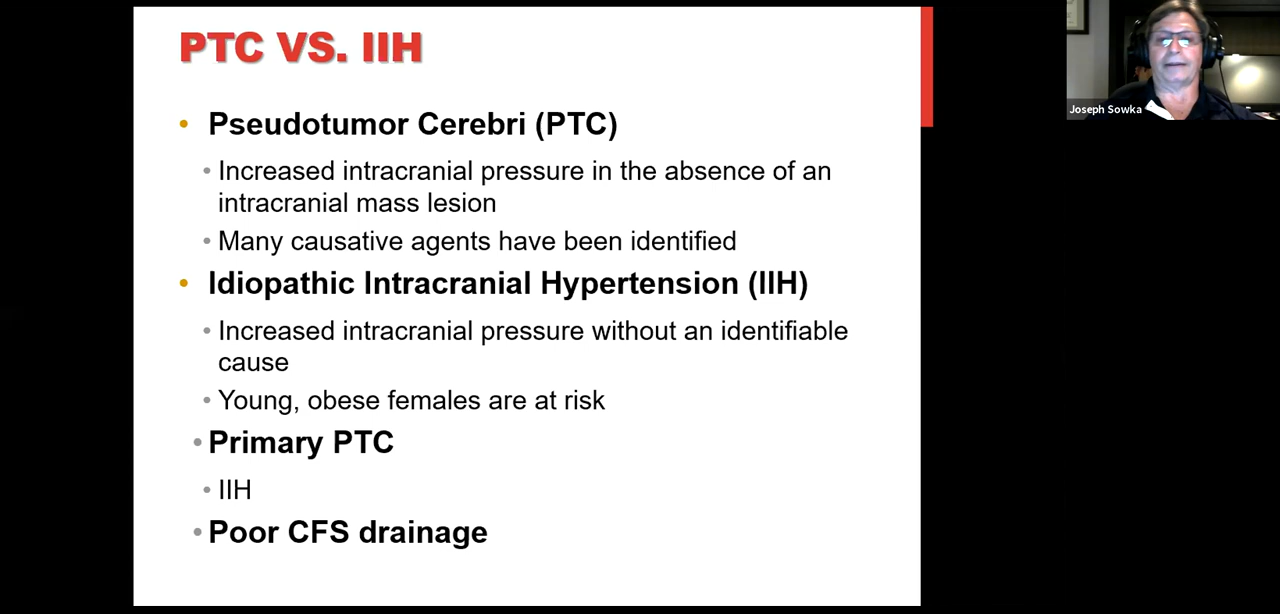 PTC VS. IIH
• Pseudotumor Cerebri (PTC)
• Increased intracranial pressure in the absence of an
intracranial mass lesion
• Many causative agents have been identified
• Idiopathic Intracranial Hypertension (IIH)
• Increased intracranial pressure without an identifiable
cause
• Young, obese females are at risk
• Primary PTC
• IIH
• Poor CFS drainage
Joseph Sowka